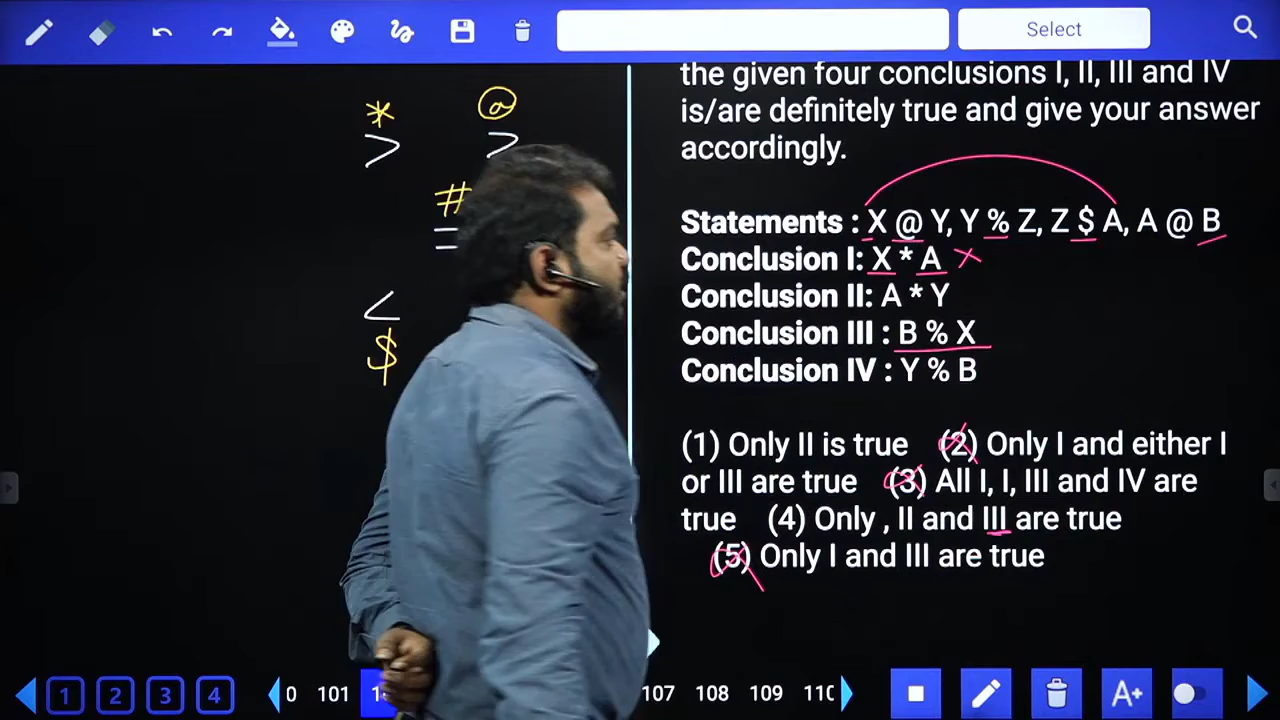 Select
the given four conclusions I, II, III and IV
is/are definitely true and give your answer
accordingly.
* @
> >
#
=
<
$
Statements : X @ Y, Y % Z, Z $ A, A @ B
Conclusion I: X * A ×
Conclusion II: A * Y
Conclusion III : B % X
Conclusion IV : Y % B
(1) Only II is true (2) Only I and either I
or III are true (3) All I, I, III and IV are
true (4) Only , II and III are true
(5) Only I and III are true
1 2 3 4 0 101 1 107 108 109 110 A+